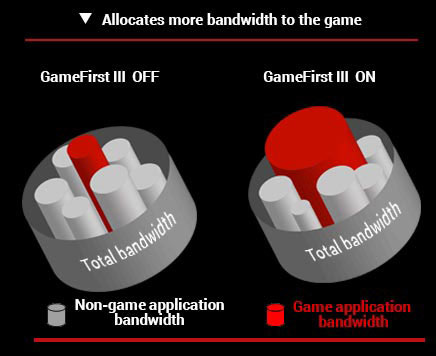 Allocates more bandwidth to the game
GameFirst III OFF
GameFirst III ON
Total bandwidth
Total bandwidth
Non-game application
bandwidth
Game application
bandwidth